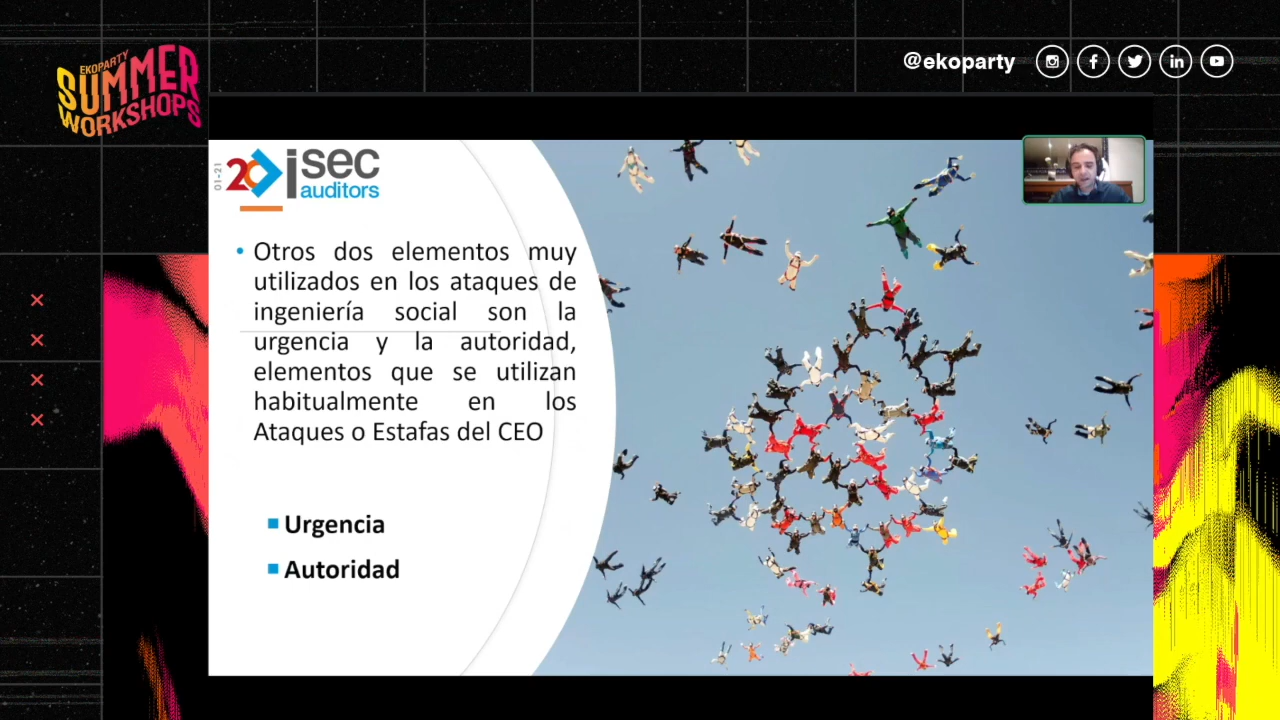 EKOPARTY
SUMMER
WORKSHOPS
@ekoparty
01-21
20
isec
auditors
• Otros dos elementos muy
utilizados en los ataques de
ingeniería social son la
urgencia y la autoridad,
elementos que se utilizan
habitualmente en los
Ataques o Estafas del CEO
Urgencia
Autoridad